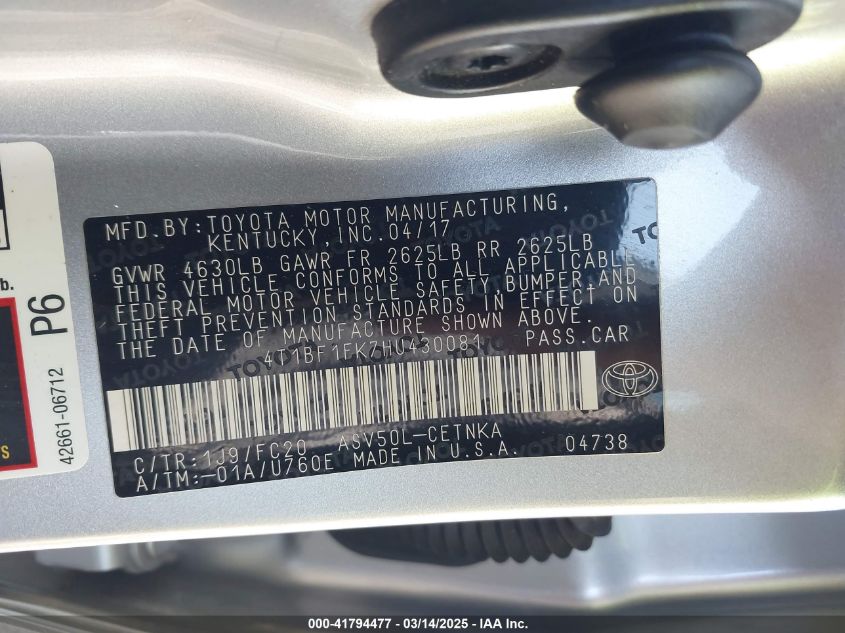 MFD.BY:TOYOTA MOTOR MANUFACTURING,
KENTUCKY,INC.04/17
GVWR 4630LB GAWR FR 2625LB RR 2625LB
THIS VEHICLE CONFORMS TO ALL APPLICABLE
FEDERAL MOTOR VEHICLE SAFETY,BUMPER,AND
THEFT PREVENTION STANDARDS IN EFFECT ON
THE DATE OF MANUFACTURE SHOWN ABOVE.
4T1BF1FK7HU430081 PASS.CAR
C/TR:1J9/FC20 ASV50L-CETNKA
A/TM:-01A/U760E MADE IN U.S.A. 04738
b.
P6
42661-06712
TOYOTA
TOYOTA
TOYOTA
000-41794477 - 03/14/2025 - IAA Inc.